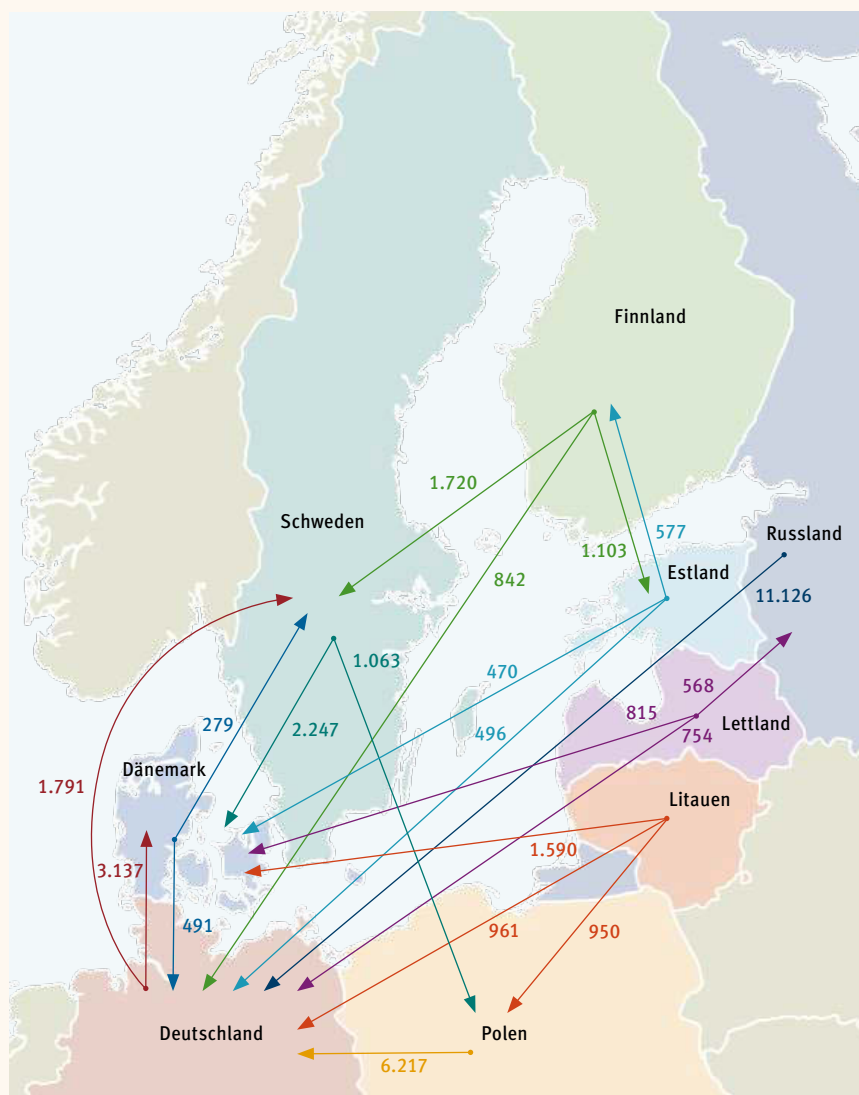 Finnland
1.720
Schweden
577
1.103
Russland
842
Estland
11.126
1.063
470
568
815
279
2.247
496
754
Lettland
Dänemark
1.791
Litauen
1.590
3.137
491
961
950
Deutschland
Polen
6.217